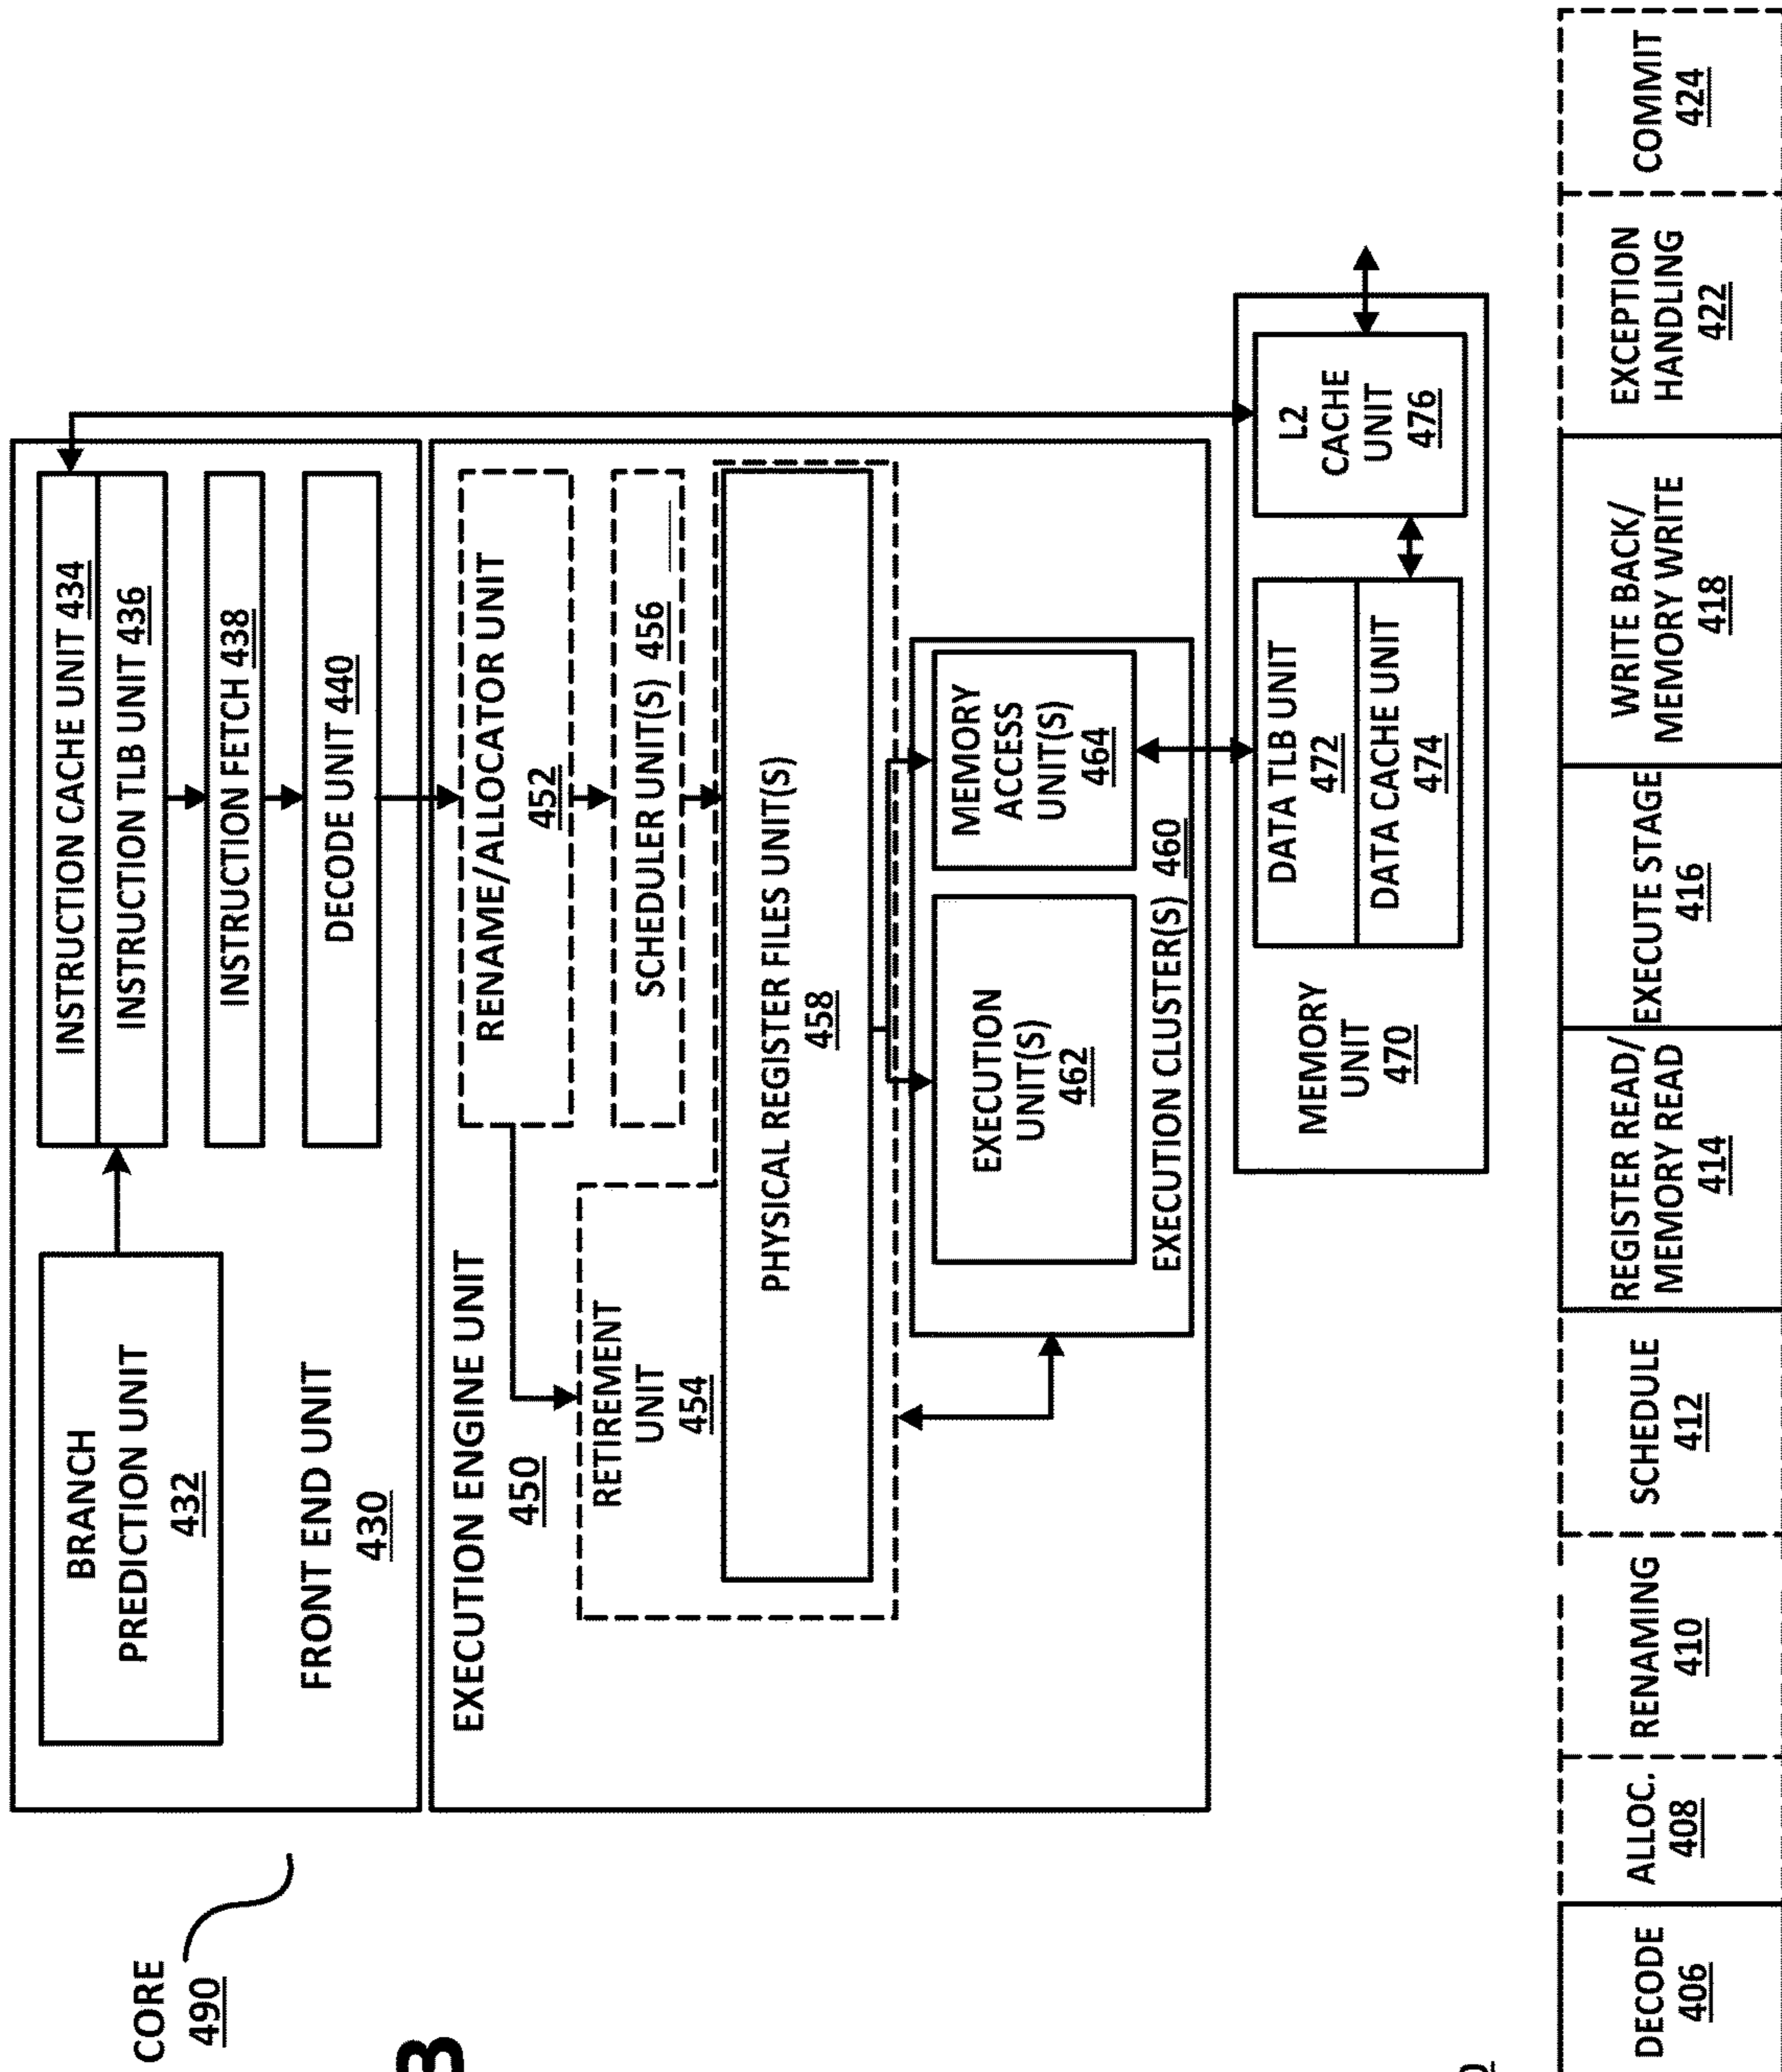 CORE
490
BRANCH
PREDICTION UNIT
432
INSTRUCTION CACHE UNIT 434
INSTRUCTION TLB UNIT 436
INSTRUCTION FETCH 438
DECODE UNIT 440
FRONT END UNIT
430
EXECUTION ENGINE UNIT
450
RENAME/ALLOCATOR UNIT
452
SCHEDULER UNIT(S) 456
RETIREMENT
UNIT
454
PHYSICAL REGISTER FILES UNIT(S)
458
EXECUTION
UNIT(S)
462
MEMORY
ACCESS
UNIT(S)
464
EXECUTION CLUSTER(S) 460
MEMORY
UNIT
470
DATA TLB UNIT
472
DATA CACHE UNIT
474
L2
CACHE
UNIT
476
DECODE
406
ALLOC.
408
RENAMING
410
SCHEDULE
412
REGISTER READ/
MEMORY READ
414
EXECUTE STAGE
416
WRITE BACK/
MEMORY WRITE
418
EXCEPTION
HANDLING
422
COMMIT
424